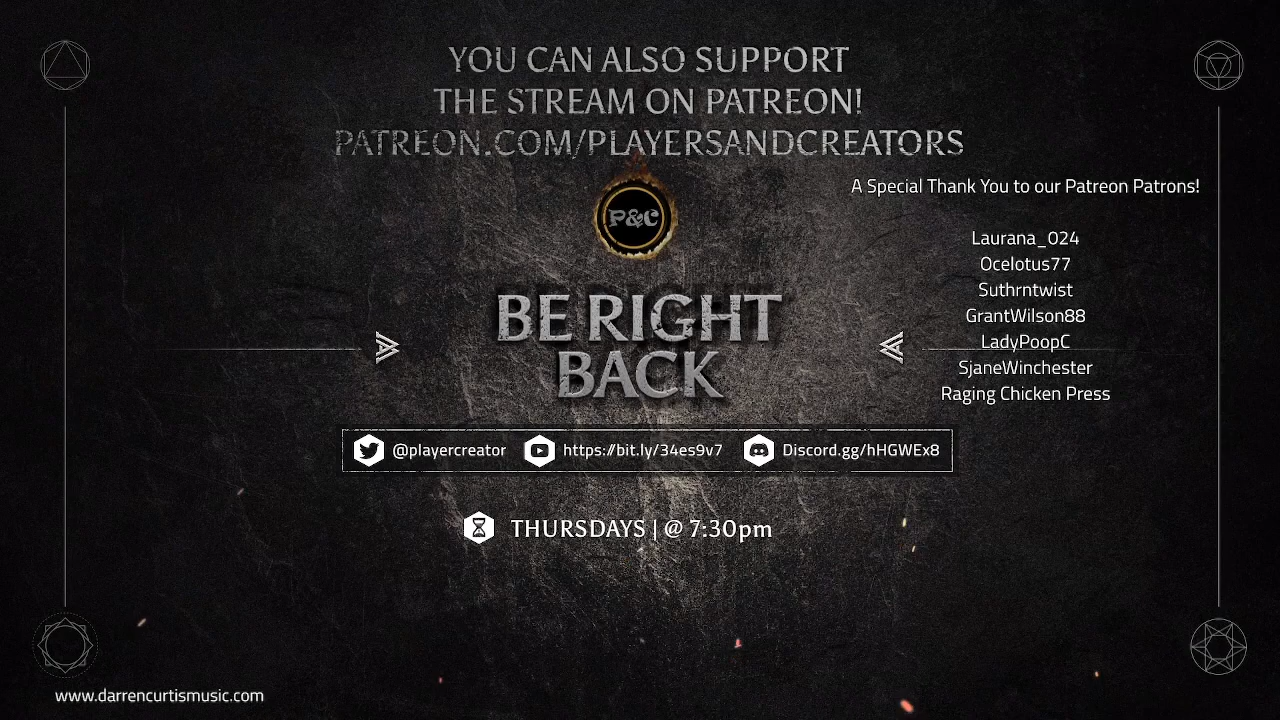 YOU CAN ALSO SUPPORT
THE STREAM ON PATREON!
PATREON.COM/PLAYERSANDCREATORS
A Special Thank You to our Patreon Patrons!
P&C
Laurana_024
Ocelotus77
Suthrntwist
GrantWilson88
LadyPoopC
SjaneWinchester
Raging Chicken Press
BE RIGHT
BACK
@playercreator https://bit.ly/34es9v7 Discord.gg/hHGWEx8
THURSDAYS | @ 7:30pm
www.darrencurtismusic.com